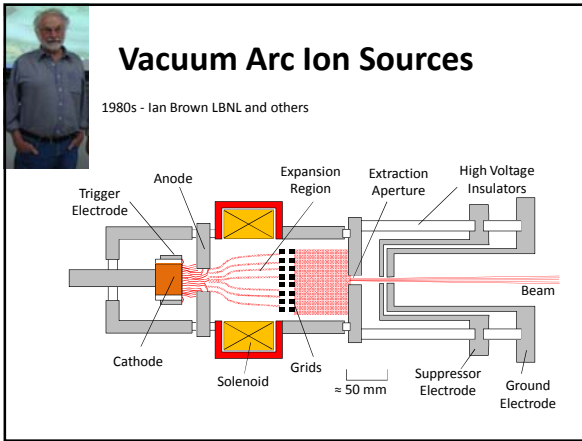 Vacuum Arc Ion Sources
1980s - Ian Brown LBNL and others
Trigger
Electrode
Anode
Expansion
Region
Extraction
Aperture
High Voltage
Insulators
Beam
Cathode
Solenoid
Grids
≈ 50 mm
Suppressor
Electrode
Ground
Electrode